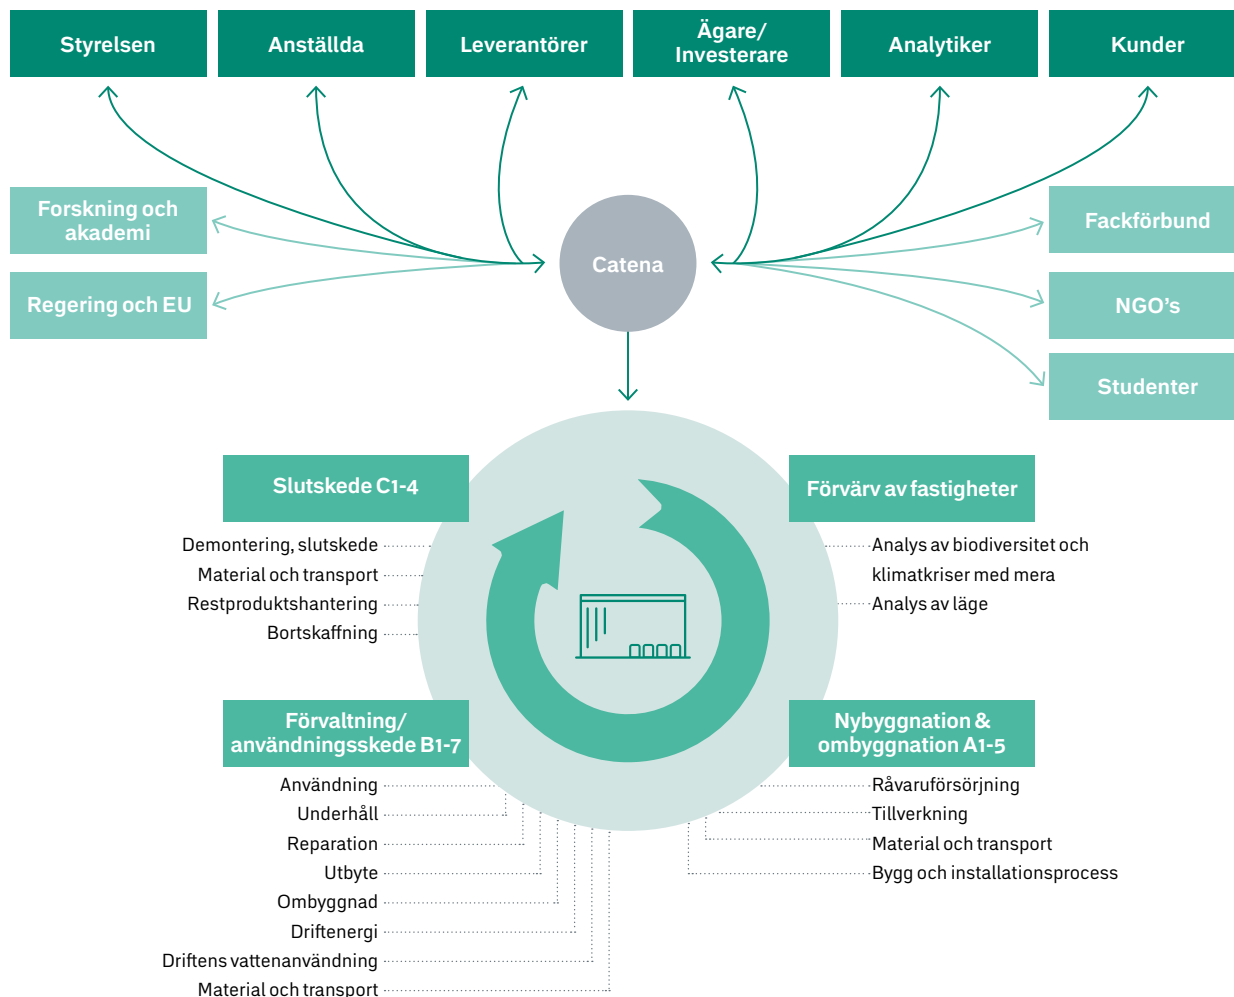 Styrelsen
Anställda
Leverantörer
Ägare/
Investerare
Analytiker
Kunder
Forskning och
akademi
Regering och EU
Catena
Fackförbund
NGO’s
Studenter
Slutskede C1-4
Demontering, slutskede
Material och transport
Restproduktshantering
Bortskaffning
Förvärv av fastigheter
Analys av biodiversitet och
klimatkriser med mera
Analys av läge
Förvaltning/
användningsskede B1-7
Användning
Underhåll
Reparation
Utbyte
Ombyggnad
Driftenergi
Driftens vattenanvändning
Material och transport
Nybyggnation &
ombyggnation A1-5
Råvaruförsörjning
Tillverkning
Material och transport
Bygg och installationsprocess